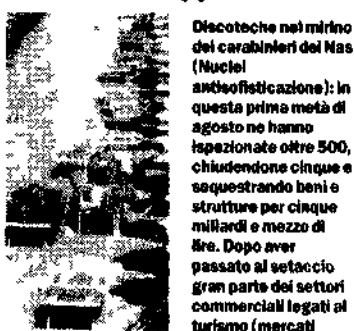 Discoteche nel mirino
dei carabinieri dei Nas
(Nuclei
antisofisticazione): in
questa prima metà di
agosto ne hanno
ispezionate oltre 500,
chiudendone cinque e
sequestrando beni e
strutture per cinque
miliardi e mezzo di
lire. Dopo aver
passato al setaccio
gran parte dei settori
commerciali legati al
turismo (mercati